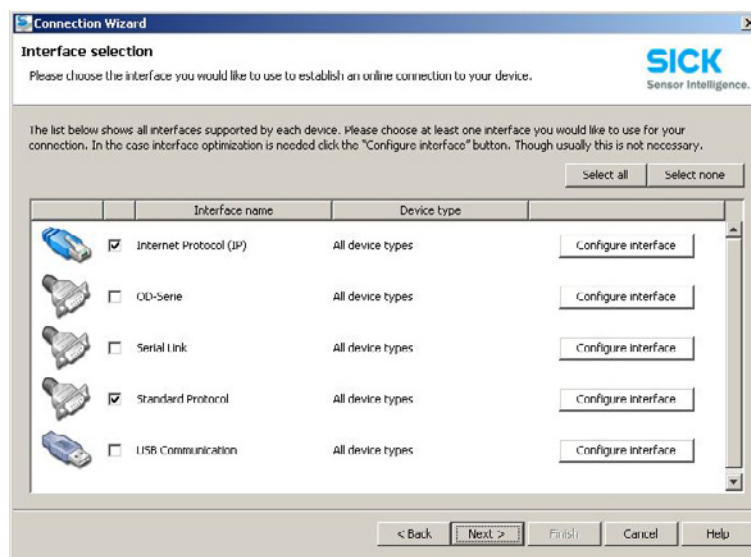 Connection Wizard
Interface selection
Please choose the interface you would like to use to establish an online connection to your device.
SICK
Sensor Intelligence.
The list below shows all interfaces supported by each device. Please choose at least one interface you would like to use for your
connection. In the case interface optimization is needed click the "Configure interface" button. Though usually this is not necessary.
Select all Select none
Interface name Device type
Internet Protocol (IP) All device types Configure interface
OD-Serie All device types Configure interface
Serial Link All device types Configure interface
Standard Protocol All device types Configure interface
USB Communication All device types Configure interface
< Back Next > Finish Cancel Help